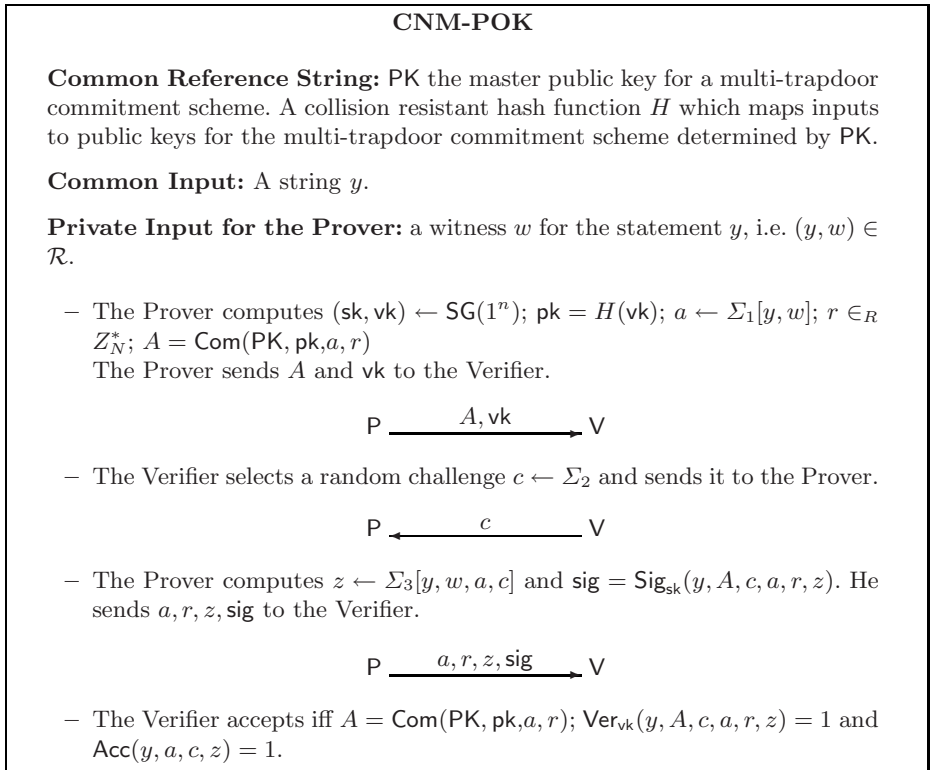 CNM-POK
Common Reference String: PK the master public key for a multi-trapdoor
commitment scheme. A collision resistant hash function H which maps inputs
to public keys for the multi-trapdoor commitment scheme determined by PK.
Common Input: A string y.
Private Input for the Prover: a witness w for the statement y, i.e. (y, w) ∈
R.
– The Prover computes (sk, vk) ← SG(1ⁿ); pk = H(vk); a ← Σ₁[y, w]; r ∈_R
Z*_N; A = Com(PK, pk,a, r)
The Prover sends A and vk to the Verifier.
P A, vk V
– The Verifier selects a random challenge c ← Σ₂ and sends it to the Prover.
P c V
– The Prover computes z ← Σ₃[y, w, a, c] and sig = Sig_sk(y, A, c, a, r, z). He
sends a, r, z, sig to the Verifier.
P a, r, z, sig V
– The Verifier accepts iff A = Com(PK, pk,a, r); Ver_vk(y, A, c, a, r, z) = 1 and
Acc(y, a, c, z) = 1.